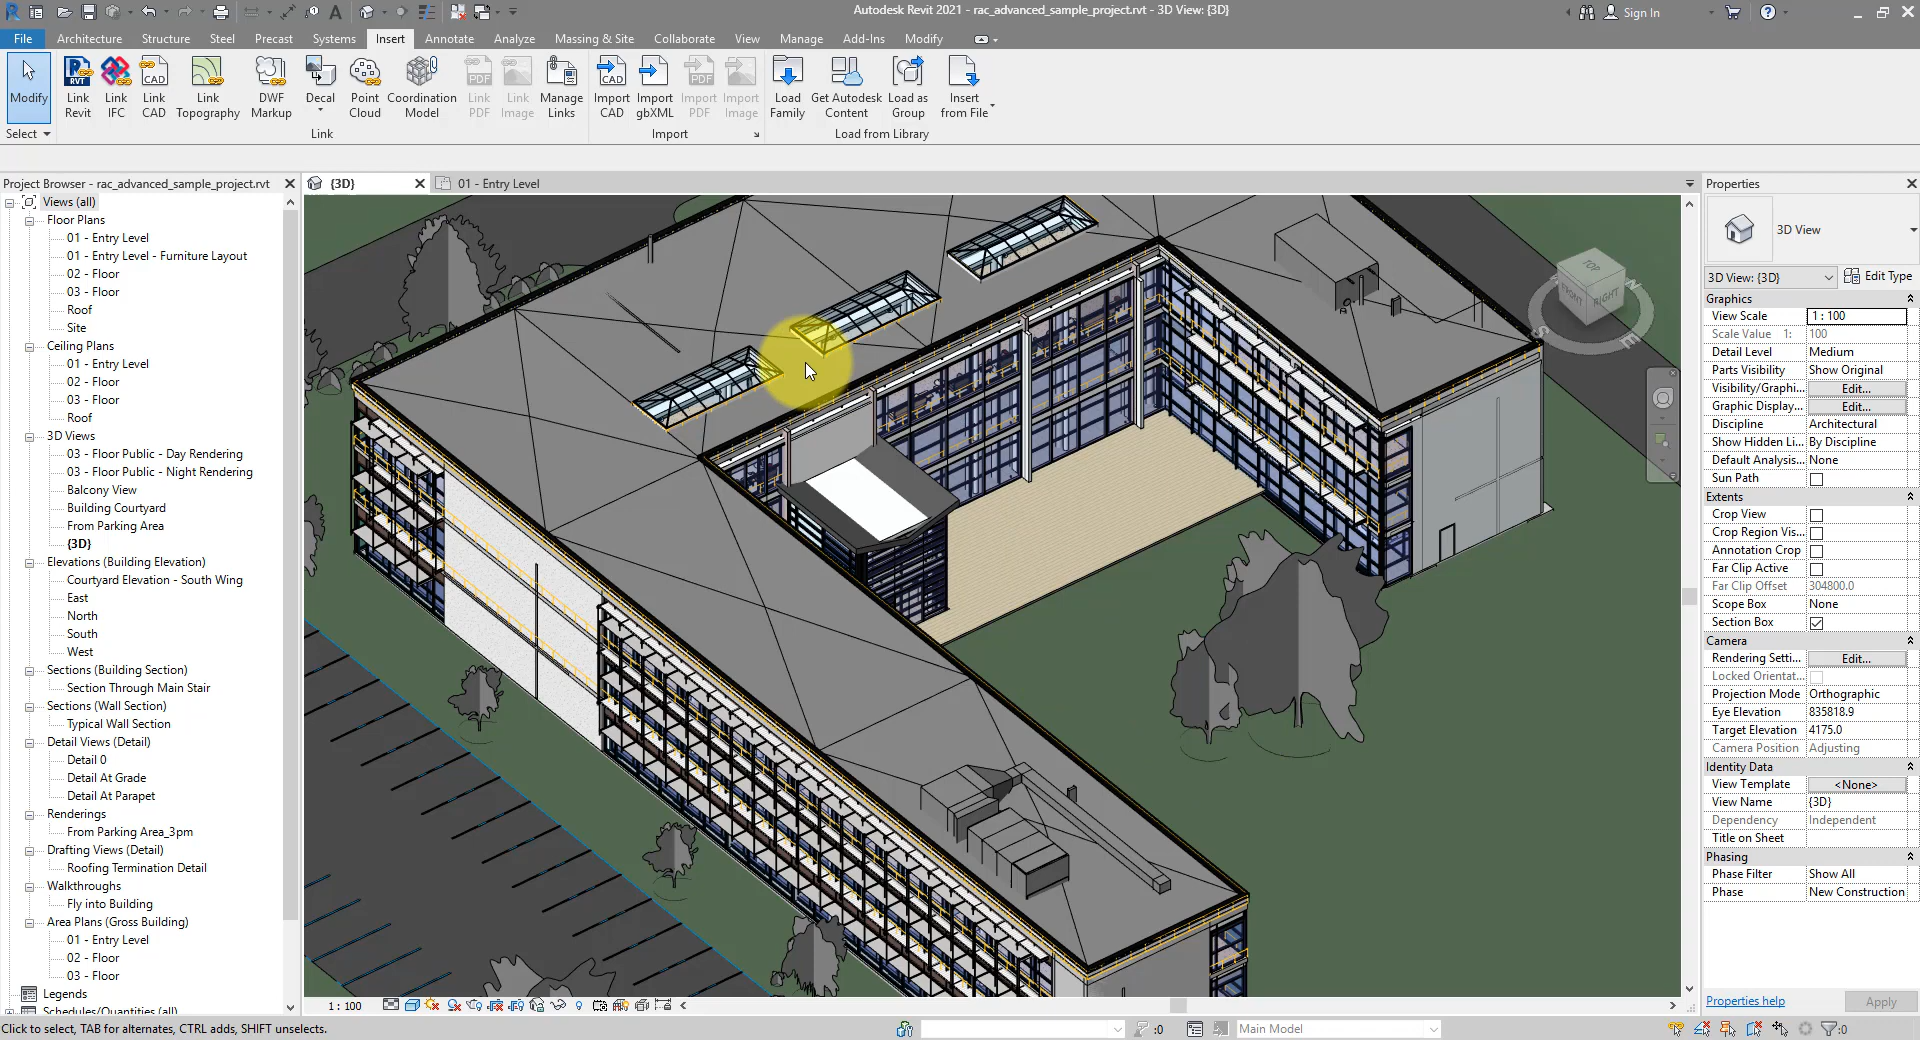 Autodesk Revit 2021 - rac_advanced_sample_project.rvt - 3D View: {3D}
Sign In
File Architecture Structure Steel Precast Systems Insert Annotate Analyze Massing & Site Collaborate View Manage Add-Ins Modify
Modify
Link Revit
Link IFC
Link CAD
Link Topography
DWF Markup
Decal
Point Cloud
Coordination Model
Link PDF
Link Image
Manage Links
Import CAD
Import gbXML
Import PDF
Import Image
Load Family
Get Autodesk Content
Load as Group
Insert from File
Select
Link
Import
Load from Library
Project Browser - rac_advanced_sample_project.rvt
{3D}
01 - Entry Level
Views (all)
Floor Plans
01 - Entry Level
01 - Entry Level - Furniture Layout
02 - Floor
03 - Floor
Roof
Site
Ceiling Plans
01 - Entry Level
02 - Floor
03 - Floor
Roof
3D Views
03 - Floor Public - Day Rendering
03 - Floor Public - Night Rendering
Balcony View
Building Courtyard
From Parking Area
{3D}
Elevations (Building Elevation)
Courtyard Elevation - South Wing
East
North
South
West
Sections (Building Section)
Section Through Main Stair
Sections (Wall Section)
Typical Wall Section
Detail Views (Detail)
Detail 0
Detail At Grade
Detail At Parapet
Renderings
From Parking Area_3pm
Drafting Views (Detail)
Roofing Termination Detail
Walkthroughs
Fly into Building
Area Plans (Gross Building)
01 - Entry Level
02 - Floor
03 - Floor
Legends
Schedules/Quantities (all)
TOP
FRONT
RIGHT
S
E
Properties
3D View
3D View: {3D}
Edit Type
Graphics
View Scale 1 : 100
Scale Value 1: 100
Detail Level Medium
Parts Visibility Show Original
Visibility/Graphi... Edit...
Graphic Display... Edit...
Discipline Architectural
Show Hidden Li... By Discipline
Default Analysis... None
Sun Path
Extents
Crop View
Crop Region Vis...
Annotation Crop
Far Clip Active
Far Clip Offset 304800.0
Scope Box None
Section Box
Camera
Rendering Setti... Edit...
Locked Orientat...
Projection Mode Orthographic
Eye Elevation 835818.9
Target Elevation 4175.0
Camera Position Adjusting
Identity Data
View Template <None>
View Name {3D}
Dependency Independent
Title on Sheet
Phasing
Phase Filter Show All
Phase New Construction
Properties help
Apply
1 : 100
Click to select, TAB for alternates, CTRL adds, SHIFT unselects.
:0
Main Model
:0